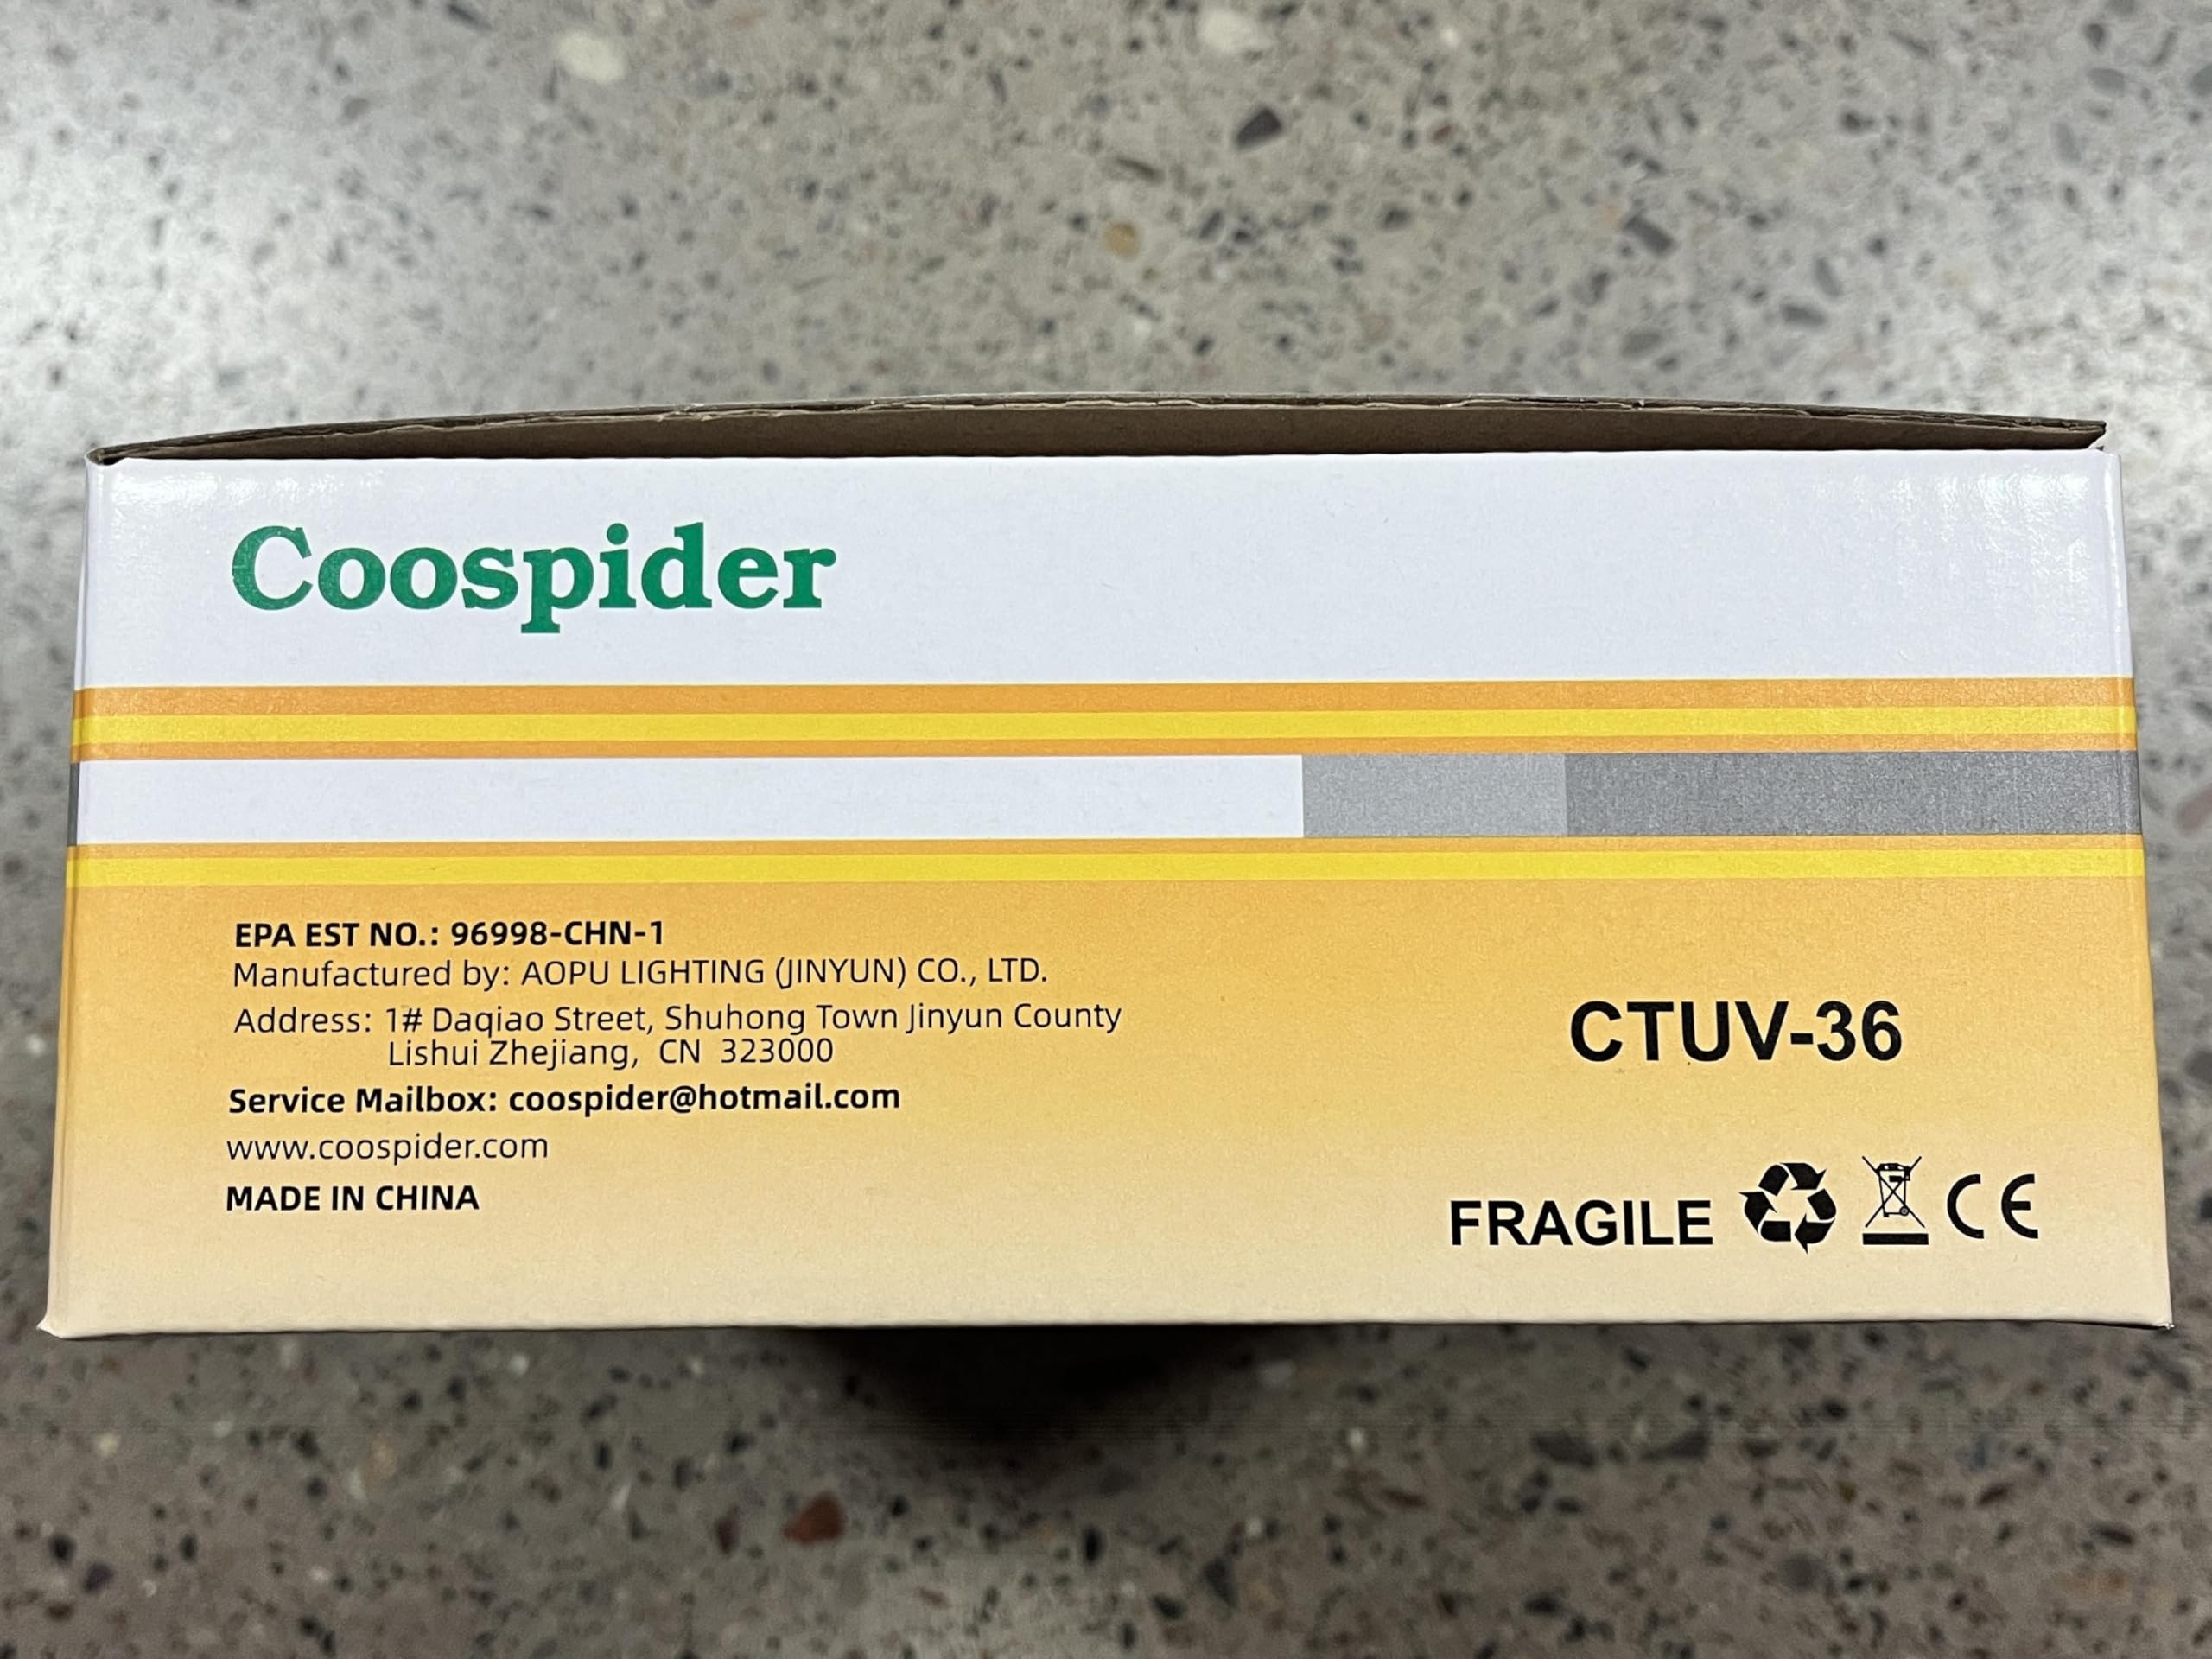 Coospider
EPA EST NO.: 96998-CHN-1
Manufactured by: AOPU LIGHTING (JINYUN) CO., LTD.
Address: 1# Daqiao Street, Shuhong Town Jinyun County
Lishui Zhejiang, CN 323000
Service Mailbox: coospider@hotmail.com
www.coospider.com
MADE IN CHINA
CTUV-36
FRAGILE CE